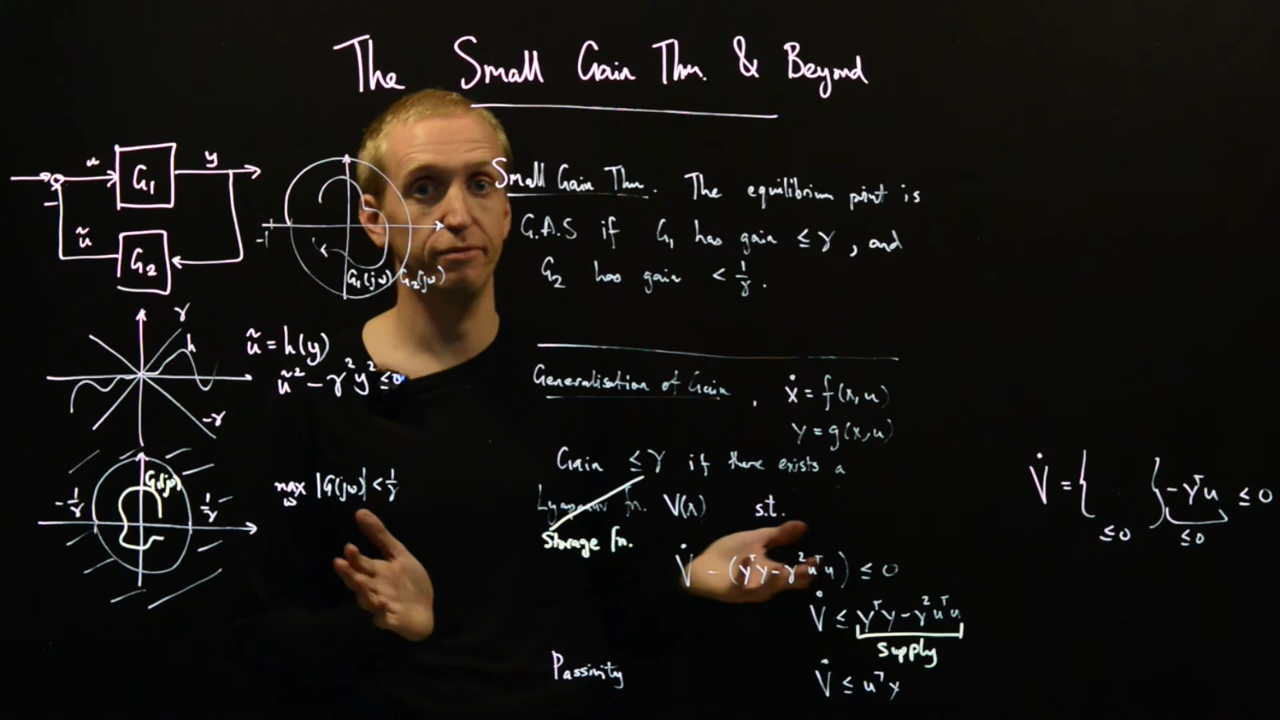 The Small Gain Thm. & Beyond
u G₁ y
-
ũ G₂
-1
G₁(jω) G₂(jω)
Small Gain Thm. The equilibrium point is
G.A.S if G₁ has gain ≤ γ, and
G₂ has gain < 1/γ.
γ
h
-γ
ũ = h(y)
ũ² - γ²y² ≤ 0
Generalisation of Gain, ẋ = f(x,u)
y = g(x,u)
Gain ≤ γ if there exists a
Lyapunov fn. V(x) s.t.
Storage fn.
V̇ - (yᵀy - γ²uᵀu) ≤ 0
V̇ ≤ yᵀy - γ²uᵀu
Supply
Passivity V̇ ≤ uᵀy
G(jω)
-1/γ 1/γ
max |G(jω)| < 1/γ
ω
V̇ = { } - yᵀu ≤ 0
≤0 ≤0